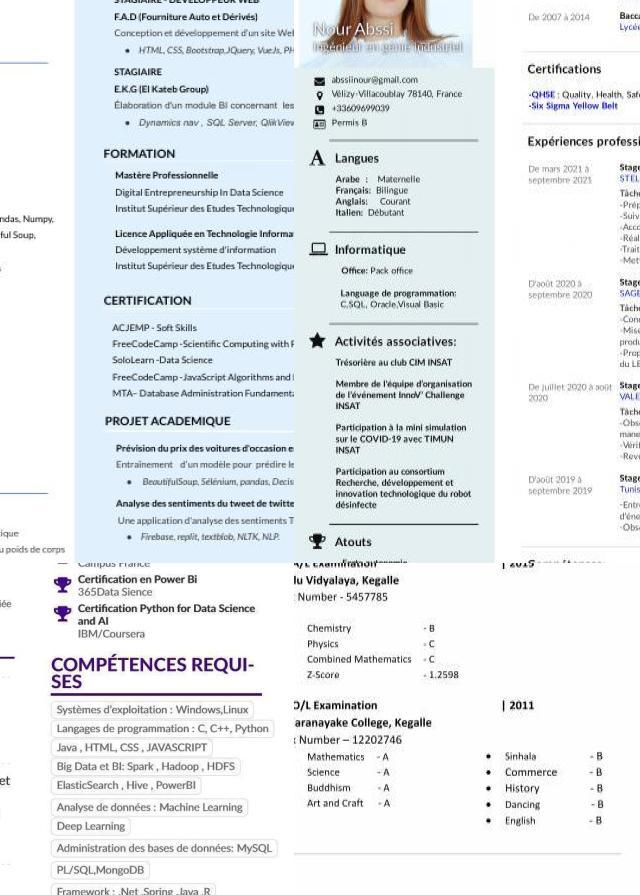 ndas, Numpy,
ful Soup,
ique
u poids de corps
iée
et
STAGIAIRE - DÉVELOPPEUR WEB
F.A.D (Fourniture Auto et Dérivés)
Conception et développement d'un site Wel
HTML, CSS, Bootstrap,JQuery, VueJs, PH
STAGIAIRE
E.K.G (El Kateb Group)
Élaboration d'un module BI concernant les
Dynamics nav , SQL Server, QlikView
FORMATION
Mastère Professionnelle
Digital Entrepreneurship In Data Science
Institut Supérieur des Etudes Technologique
Licence Appliquée en Technologie Informa
Développement système d'information
Institut Supérieur des Etudes Technologique
CERTIFICATION
ACJEMP - Soft Skills
FreeCodeCamp -Scientific Computing with F
SoloLearn -Data Science
FreeCodeCamp -JavaScript Algorithms and
MTA– Database Administration Fundament
PROJET ACADEMIQUE
Prévision du prix des voitures d'occasion e
Entraînement d'un modèle pour prédire le
BeautifulSoup, Sélénium, pandas, Decis
Analyse des sentiments du tweet de twitte
Une application d'analyse des sentiments T
Firebase, replit, textblob, NLTK, NLP.
Nour Abssi
Ingénieur en génie industriel
abssiinour@gmail.com
Vélizy-Villacoublay 78140, France
+33609699039
Permis B
Langues
Arabe : Maternelle
Français: Bilingue
Anglais: Courant
Italien: Débutant
Informatique
Office: Pack office
Language de programmation:
C,SQL, Oracle,Visual Basic
Activités associatives:
Trésorière au club CIM INSAT
Membre de l'équipe d'organisation
de l'événement InnoV' Challenge
INSAT
Participation à la mini simulation
sur le COVID-19 avec TIMUN
INSAT
Participation au consortium
Recherche, développement et
innovation technologique du robot
désinfecte
Atouts
De 2007 à 2014
Bacca
Lycée
Certifications
-QHSE : Quality, Health, Safe
-Six Sigma Yellow Belt
Expériences professi
De mars 2021 à
septembre 2021
Stage
STEL
Tâche
-Prép
-Suiv
-Acco
-Réal
-Trait
-Met
D'août 2020 à
septembre 2020
Stage
SAGE
Tâche
-Conc
-Mise
produ
-Prop
du LE
De juillet 2020 à août
2020
Stage
VALE
Tâche
-Obse
mane
-Vérif
-Reve
D'août 2019 à
septembre 2019
Stage
Tunis
-Entre
d'éne
-Obse
Campus France
Certification en Power Bi
365Data Sience
Certification Python for Data Science
and AI
IBM/Coursera
COMPÉTENCES REQUI-
SES
Systèmes d'exploitation : Windows,Linux
Langages de programmation : C, C++, Python
Java , HTML, CSS , JAVASCRIPT
Big Data et BI: Spark , Hadoop , HDFS
ElasticSearch , Hive , PowerBI
Analyse de données : Machine Learning
Deep Learning
Administration des bases de données: MySQL
PL/SQL,MongoDB
Framework : .Net ,Spring ,Java ,R
A/L Examination | 2015
lu Vidyalaya, Kegalle
Number - 5457785
Chemistry - B
Physics - C
Combined Mathematics - C
Z-Score - 1.2598
O/L Examination | 2011
aranayake College, Kegalle
Number – 12202746
Mathematics - A
Science - A
Buddhism - A
Art and Craft - A
Sinhala - B
Commerce - B
History - B
Dancing - B
English - B